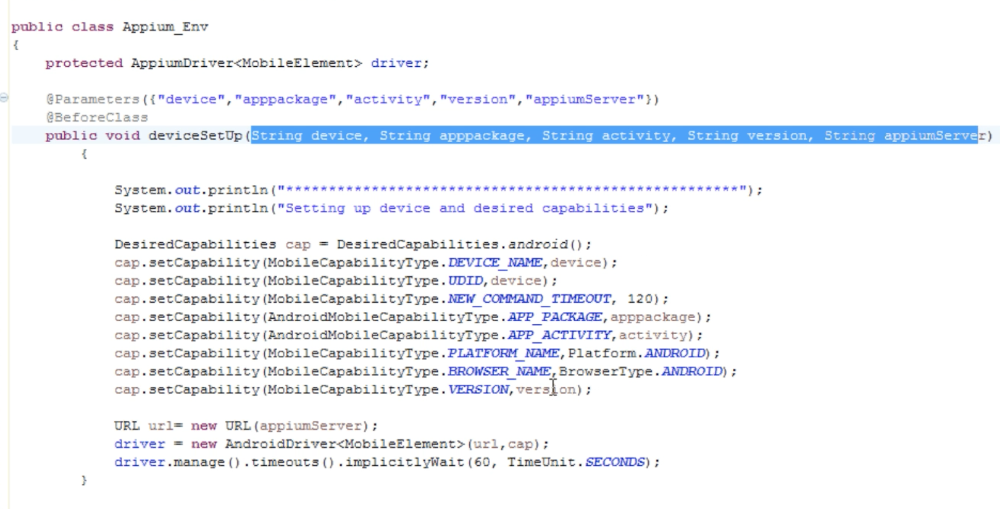 public class Appium_Env
{
protected AppiumDriver<MobileElement> driver;
@Parameters({"device","apppackage","activity","version","appiumServer"})
@BeforeClass
public void deviceSetUp(String device, String apppackage, String activity, String version, String appiumServer)
{
System.out.println("*****************************************************");
System.out.println("Setting up device and desired capabilities");
DesiredCapabilities cap = DesiredCapabilities.android();
cap.setCapability(MobileCapabilityType.DEVICE_NAME,device);
cap.setCapability(MobileCapabilityType.UDID,device);
cap.setCapability(MobileCapabilityType.NEW_COMMAND_TIMEOUT, 120);
cap.setCapability(AndroidMobileCapabilityType.APP_PACKAGE,apppackage);
cap.setCapability(AndroidMobileCapabilityType.APP_ACTIVITY,activity);
cap.setCapability(MobileCapabilityType.PLATFORM_NAME,Platform.ANDROID);
cap.setCapability(MobileCapabilityType.BROWSER_NAME,BrowserType.ANDROID);
cap.setCapability(MobileCapabilityType.VERSION,version);
URL url= new URL(appiumServer);
driver = new AndroidDriver<MobileElement>(url,cap);
driver.manage().timeouts().implicitlyWait(60, TimeUnit.SECONDS);
}